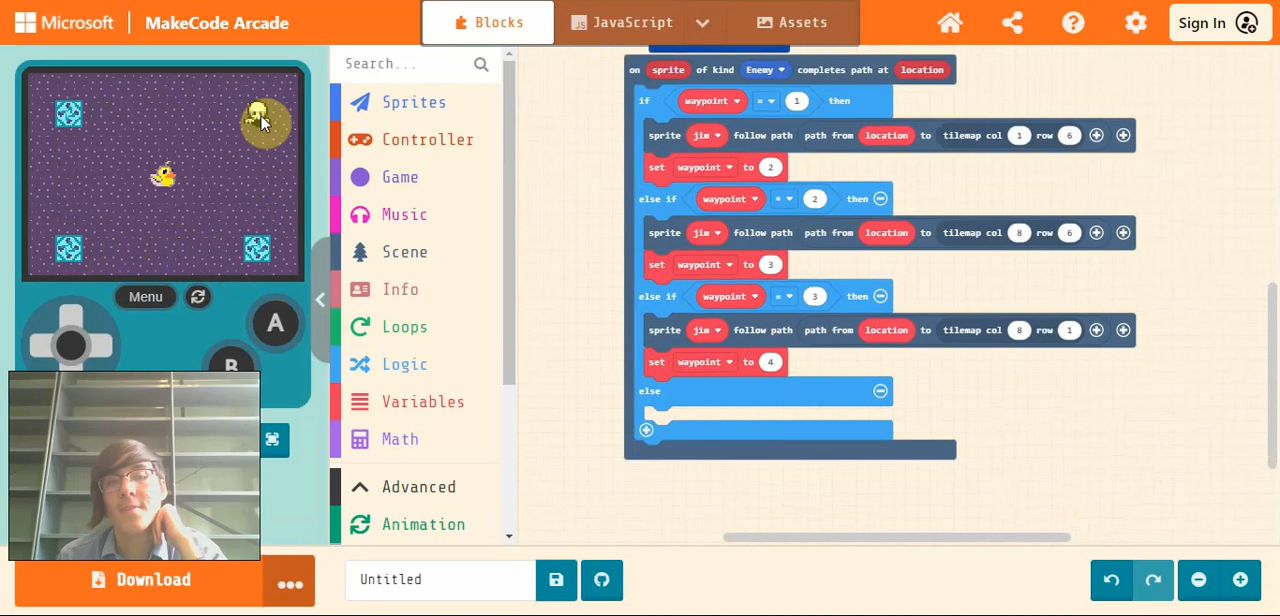 Microsoft MakeCode Arcade
Blocks JavaScript Assets
Sign In
Menu
A
B
Download
Search...
Sprites
Controller
Game
Music
Scene
Info
Loops
Logic
Variables
Math
Advanced
Animation
on sprite of kind Enemy completes path at location
if waypoint = 1 then
sprite jim follow path path from location to tilemap col 1 row 6
set waypoint to 2
else if waypoint = 2 then
sprite jim follow path path from location to tilemap col 8 row 6
set waypoint to 3
else if waypoint = 3 then
sprite jim follow path path from location to tilemap col 8 row 1
set waypoint to 4
else
Untitled